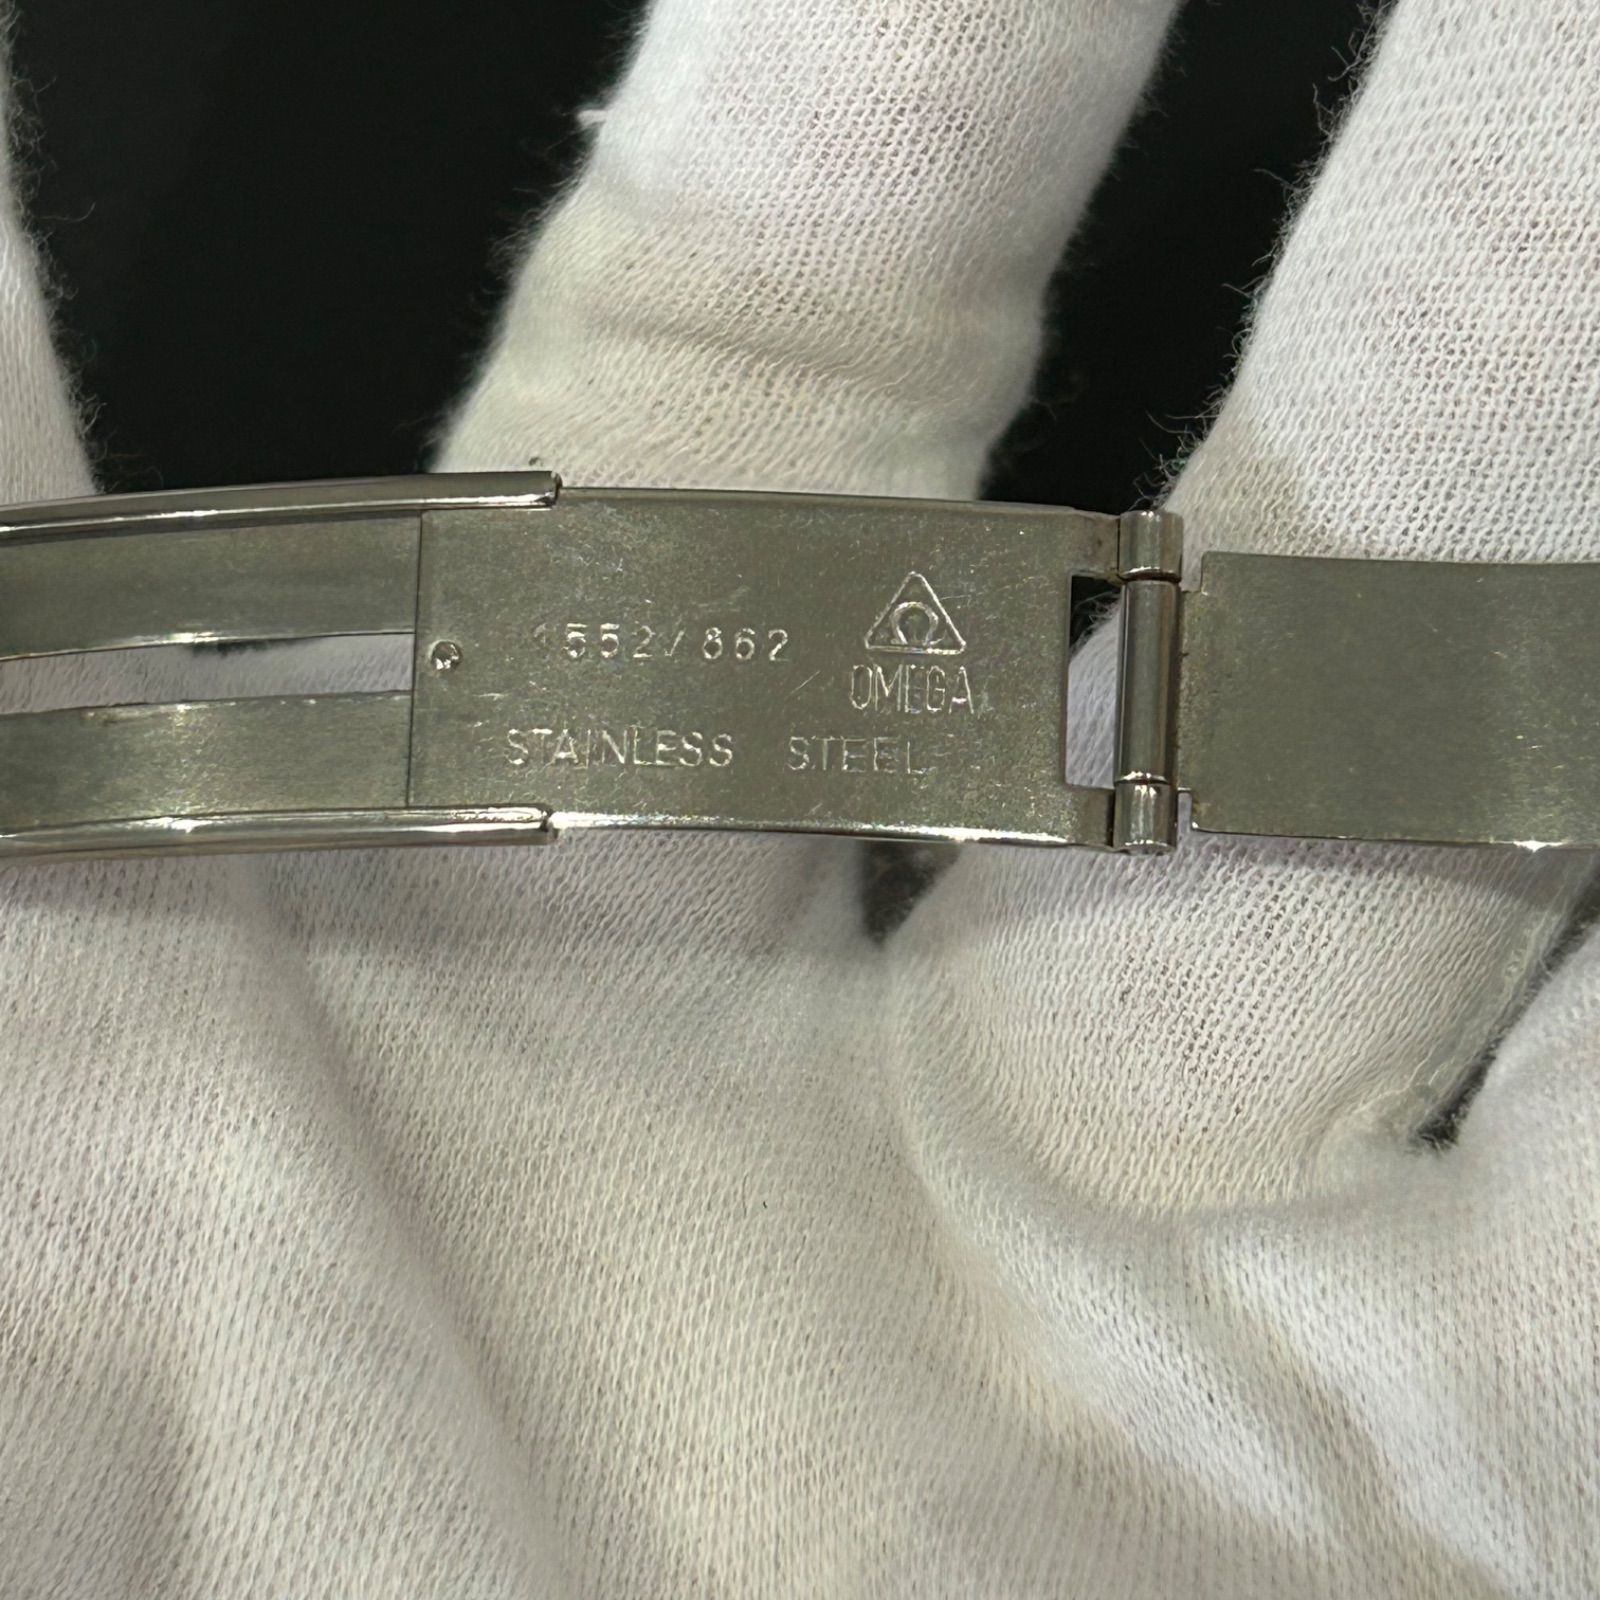 1552/862
Ω
OMEGA
STAINLESS STEEL